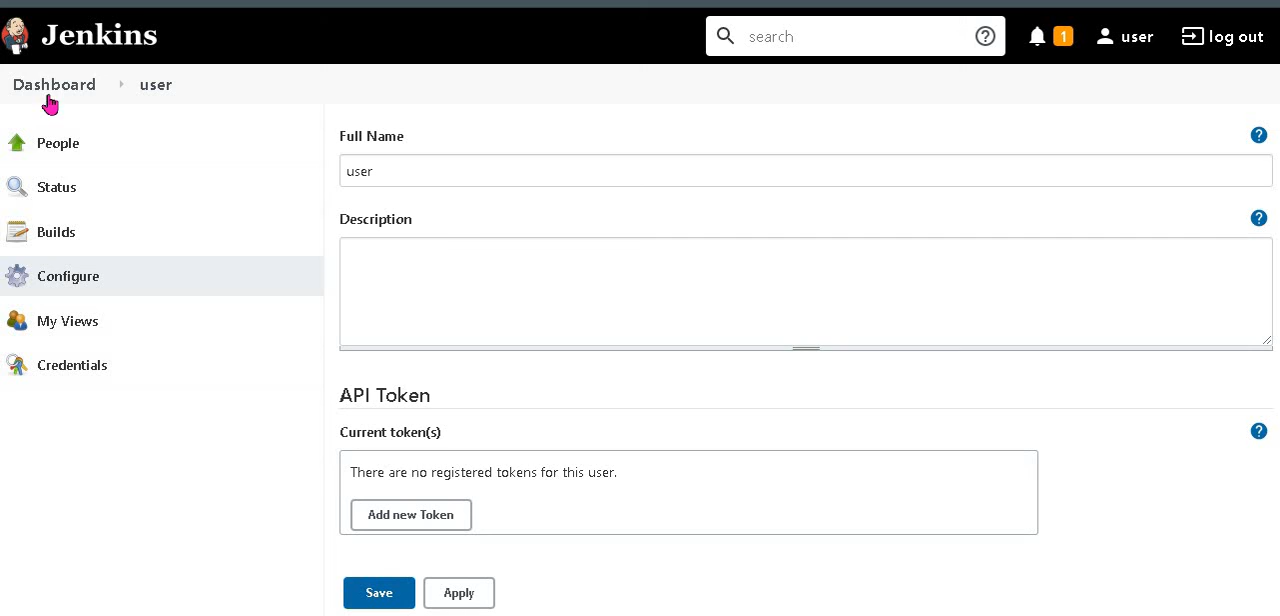 Jenkins
search
1
user
log out
Dashboard
user
People
Status
Builds
Configure
My Views
Credentials
Full Name
?
user
Description
?
API Token
Current token(s)
?
There are no registered tokens for this user.
Add new Token
Save
Apply